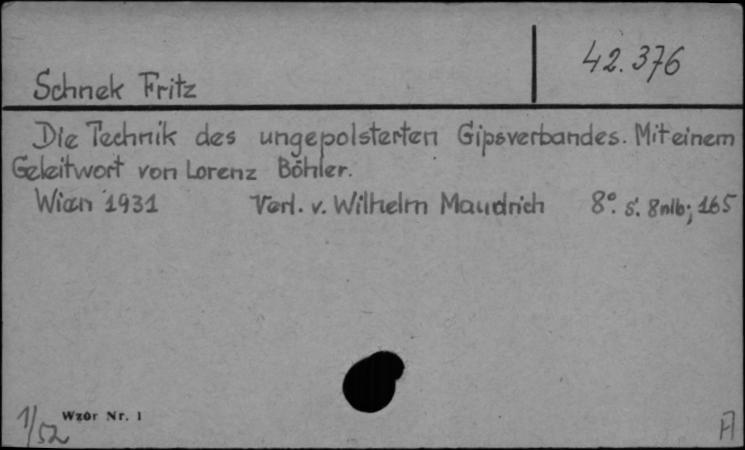 42.376
Schnek Fritz
Die Technik des ungepolsterten Gipsverbandes. Mit einem
Geleitwort von Lorenz Böhler.
Wien 1931 Verl. v. Wilhelm Maudrich 8°. s. 8nlb; 165
1/52 Wzór Nr. 1
A